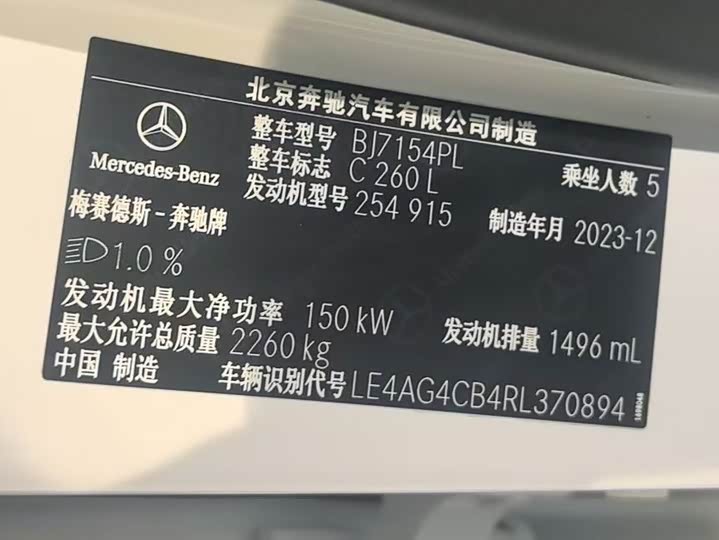 北京奔驰汽车有限公司制造
Mercedes-Benz
整车型号 BJ7154PL
整车标志 C 260 L 乘坐人数 5
发动机型号 254 915 制造年月 2023-12
梅赛德斯-奔驰牌
1.0 %
发动机最大净功率 150 kW 发动机排量 1496 mL
最大允许总质量 2260 kg
中国 制造 车辆识别代号 LE4AG4CB4RL370894